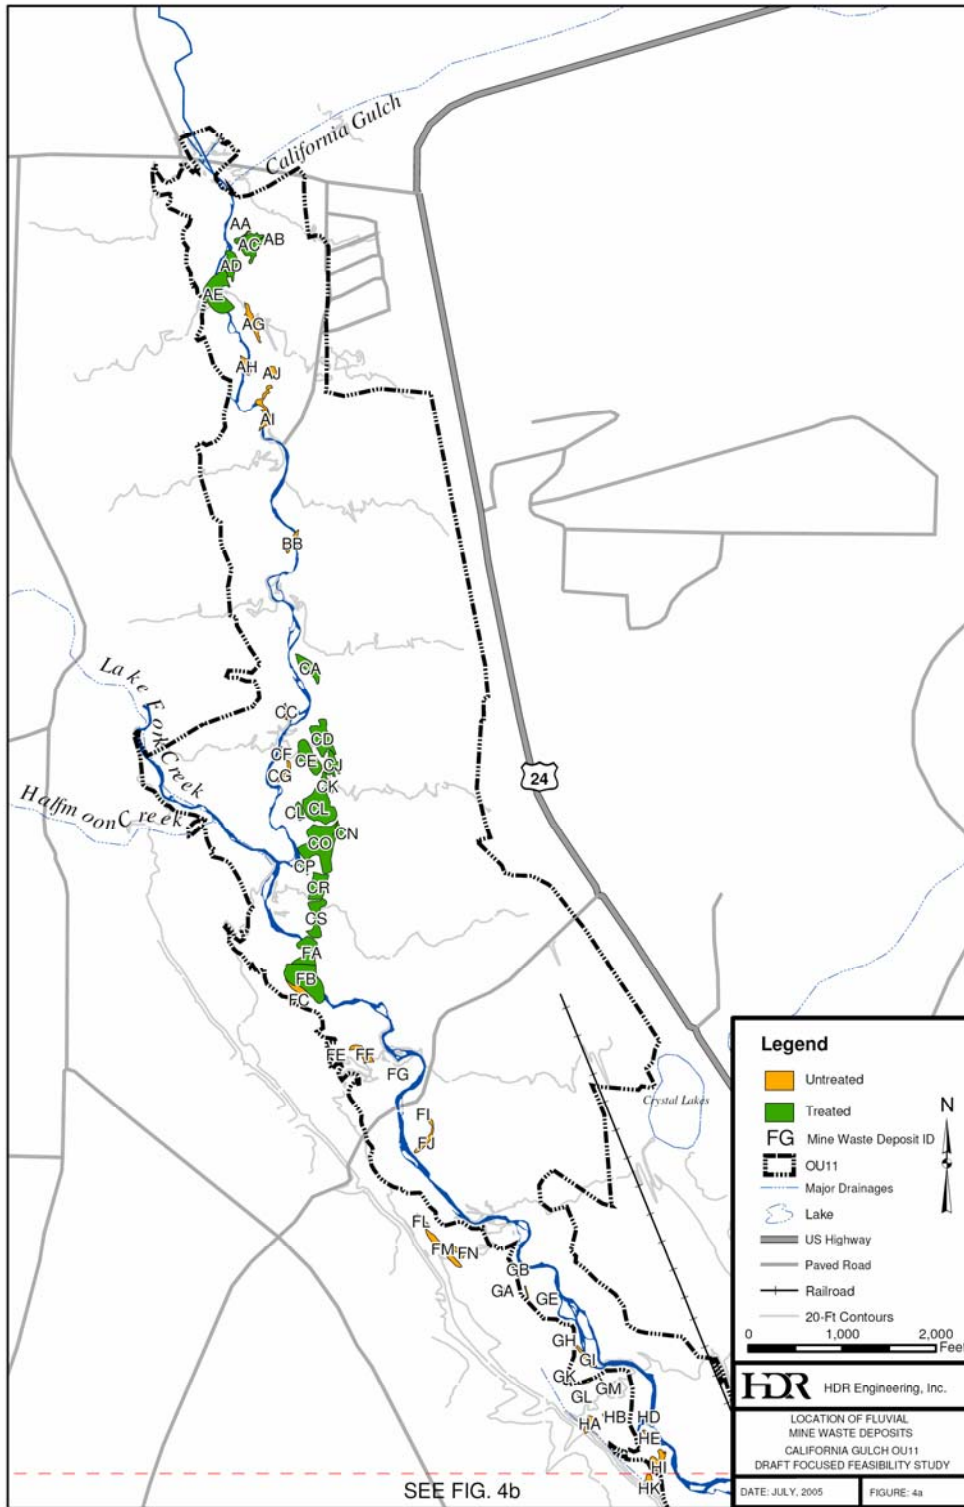 California Gulch
AA
AB
AC
AD
AE
AG
AH
AJ
AI
BB
CA
Lake Fork Creek
CC
CD
CF
CE
CJ
CG
24
CK
Halfmoon Creek
CL
CL
CN
CO
CP
CR
CS
FA
FB
FC
FE
FF
FG
Crystal Lakes
FI
FJ
FL
FM
FN
GB
GA
GE
GH
GI
GK
GM
GL
HA
HB
HD
HE
HI
HK
SEE FIG. 4b
Legend
Untreated
Treated
FG Mine Waste Deposit ID
OU11
Major Drainages
Lake
US Highway
Paved Road
Railroad
20-Ft Contours
N
0 1,000 2,000
Feet
HDR HDR Engineering, Inc.
LOCATION OF FLUVIAL
MINE WASTE DEPOSITS
CALIFORNIA GULCH OU11
DRAFT FOCUSED FEASIBILITY STUDY
DATE: JULY, 2005 FIGURE: 4a